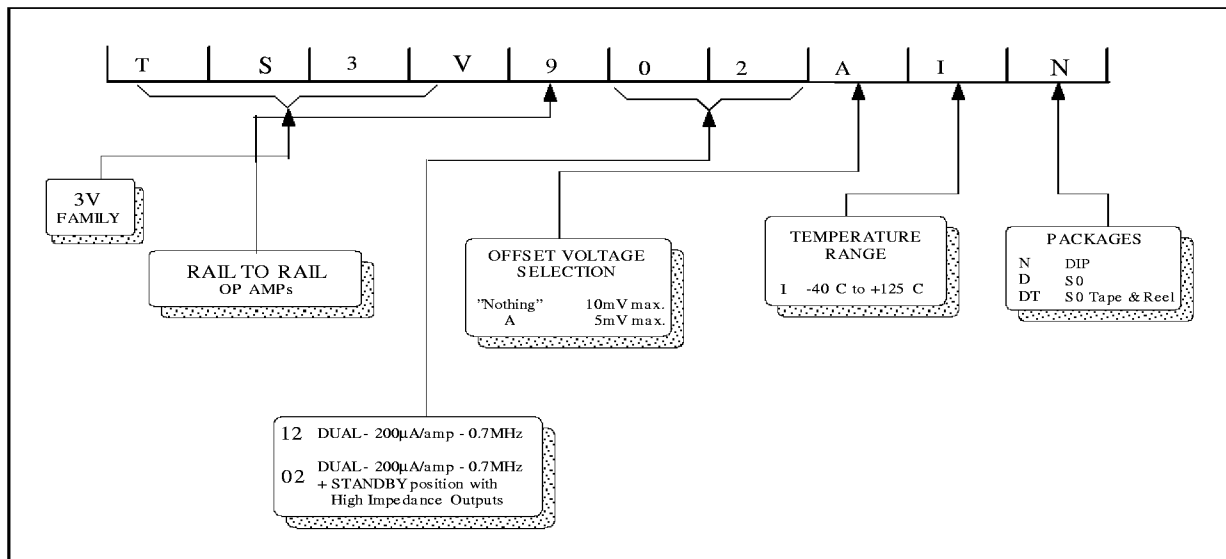 T S 3 V 9 0 2 A I N
3V
FAMILY
RAIL TO RAIL
OP AMPs
OFFSET VOLTAGE
SELECTION
"Nothing" 10mV max.
A 5mV max.
TEMPERATURE
RANGE
I -40 C to +125 C
PACKAGES
N DIP
D SO
DT SO Tape & Reel
12 DUAL - 200µA/amp - 0.7MHz
02 DUAL - 200µA/amp - 0.7MHz
+ STANDBY position with
High Impedance Outputs